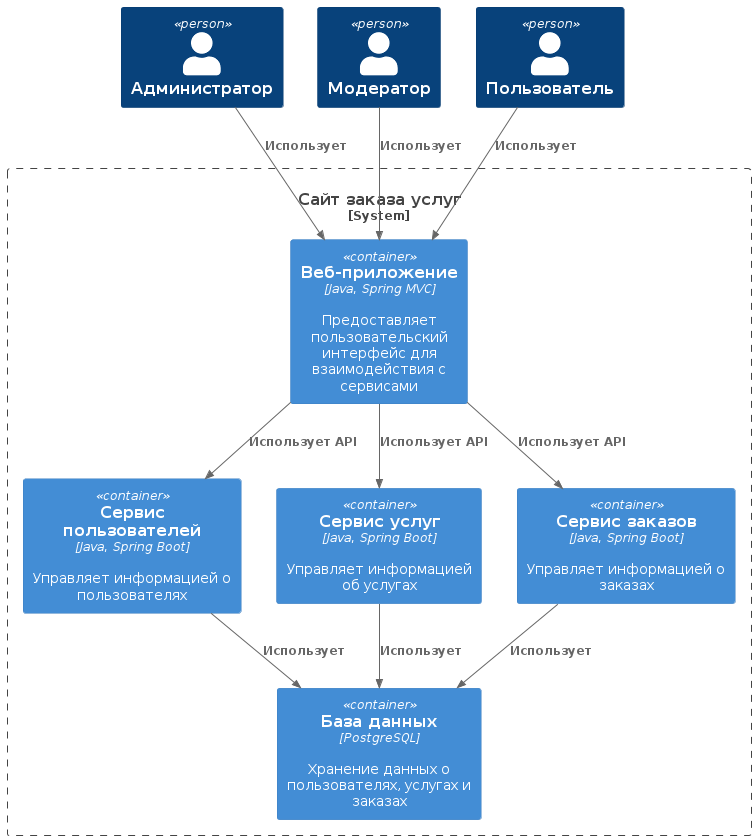 «person»
Администратор
«person»
Модератор
«person»
Пользователь
Использует
Использует
Использует
Сайт заказа услуг
[System]
«container»
Веб-приложение
[Java, Spring MVC]
Предоставляет
пользовательский
интерфейс для
взаимодействия с
сервисами
Использует API
Использует API
Использует API
«container»
Сервис
пользователей
[Java, Spring Boot]
Управляет информацией о
пользователях
«container»
Сервис услуг
[Java, Spring Boot]
Управляет информацией
об услугах
«container»
Сервис заказов
[Java, Spring Boot]
Управляет информацией о
заказах
Использует
Использует
Использует
«container»
База данных
[PostgreSQL]
Хранение данных о
пользователях, услугах и
заказах